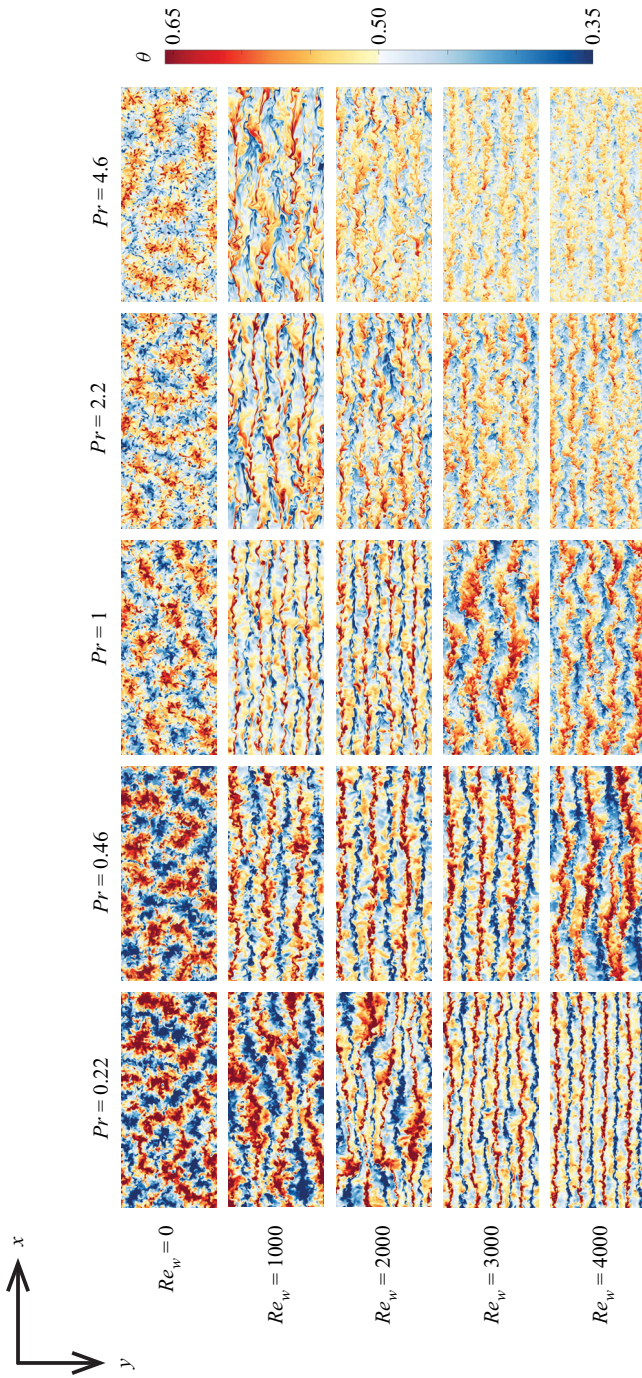 x
y
Pr = 0.22
Pr = 0.46
Pr = 1
Pr = 2.2
Pr = 4.6
θ
Re_w = 0
Re_w = 1000
Re_w = 2000
Re_w = 3000
Re_w = 4000
0.65
0.50
0.35